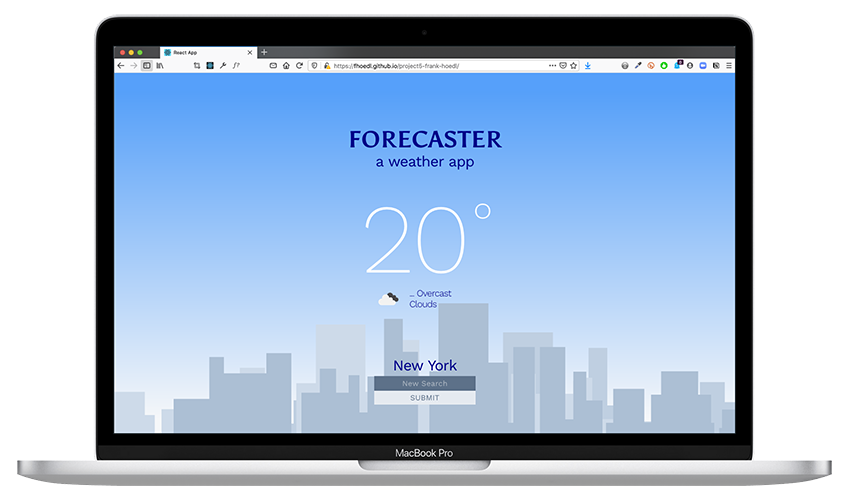 React App
https://fhoedl.github.io/project5-frank-hoedl/
FORECASTER
a weather app
20°
... Overcast
Clouds
New York
New Search
SUBMIT
MacBook Pro